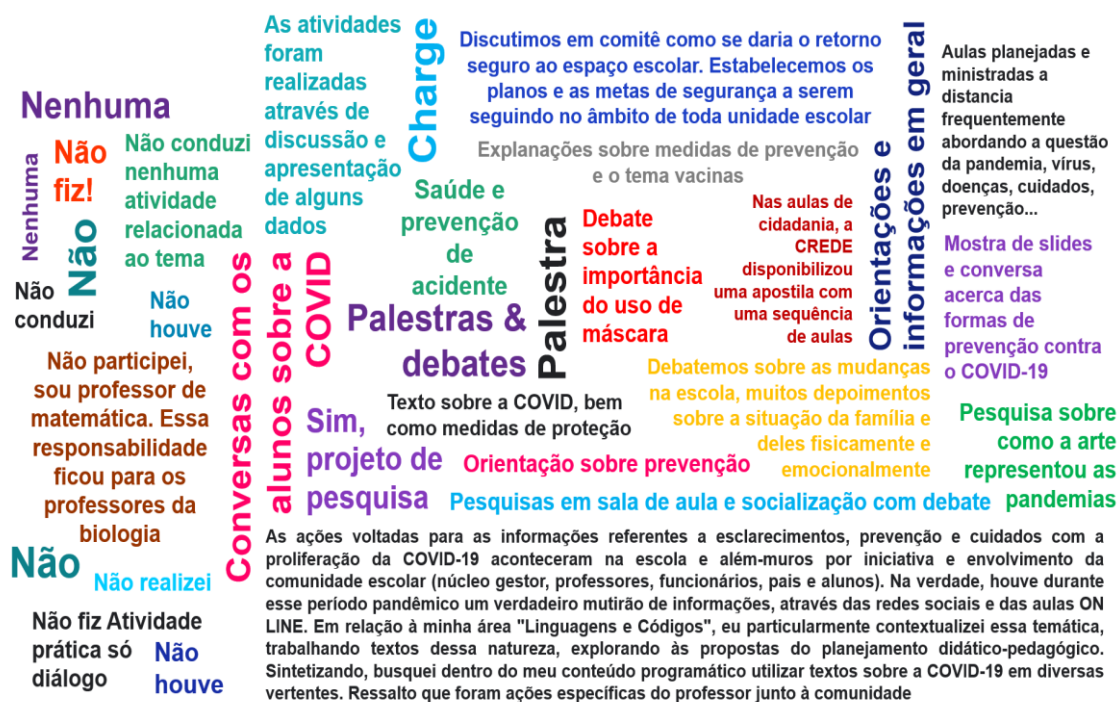 Nenhuma
Nenhuma
Não
fiz!
Não
Não conduzi
nenhuma
atividade
relacionada
ao tema
Não
conduzi
Não
houve
Não participei,
sou professor de
matemática. Essa
responsabilidade
ficou para os
professores da
biologia
Não
Não realizei
Não fiz Atividade
prática só
diálogo
Não
houve
As atividades
foram
realizadas
através de
discussão e
apresentação
de alguns
dados
Charge
Discutimos em comitê como se daria o retorno
seguro ao espaço escolar. Estabelecemos os
planos e as metas de segurança a serem
seguindo no âmbito de toda unidade escolar
Explanações sobre medidas de prevenção
e o tema vacinas
Saúde e
prevenção
de
acidente
Palestra
Debate
sobre a
importância
do uso de
máscara
Nas aulas de
cidadania, a
CREDE
disponibilizou
uma apostila com
uma sequência
de aulas
Orientações e
informações em geral
Aulas planejadas e
ministradas a
distancia
frequentemente
abordando a questão
da pandemia, vírus,
doenças, cuidados,
prevenção...
Mostra de slides
e conversa
acerca das
formas de
prevenção contra
o COVID-19
Conversas com os
alunos sobre a
COVID
Palestras &
debates
Texto sobre a COVID, bem
como medidas de proteção
Debatemos sobre as mudanças
na escola, muitos depoimentos
sobre a situação da família e
deles fisicamente e
emocionalmente
Sim,
projeto de
pesquisa
Orientação sobre prevenção
Pesquisas em sala de aula e socialização com debate
Pesquisa sobre
como a arte
representou as
pandemias
As ações voltadas para as informações referentes a esclarecimentos, prevenção e cuidados com a
proliferação da COVID-19 aconteceram na escola e além-muros por iniciativa e envolvimento da
comunidade escolar (núcleo gestor, professores, funcionários, pais e alunos). Na verdade, houve durante
esse período pandêmico um verdadeiro mutirão de informações, através das redes sociais e das aulas ON
LINE. Em relação à minha área "Linguagens e Códigos", eu particularmente contextualizei essa temática,
trabalhando textos dessa natureza, explorando às propostas do planejamento didático-pedagógico.
Sintetizando, busquei dentro do meu conteúdo programático utilizar textos sobre a COVID-19 em diversas
vertentes. Ressalto que foram ações específicas do professor junto à comunidade